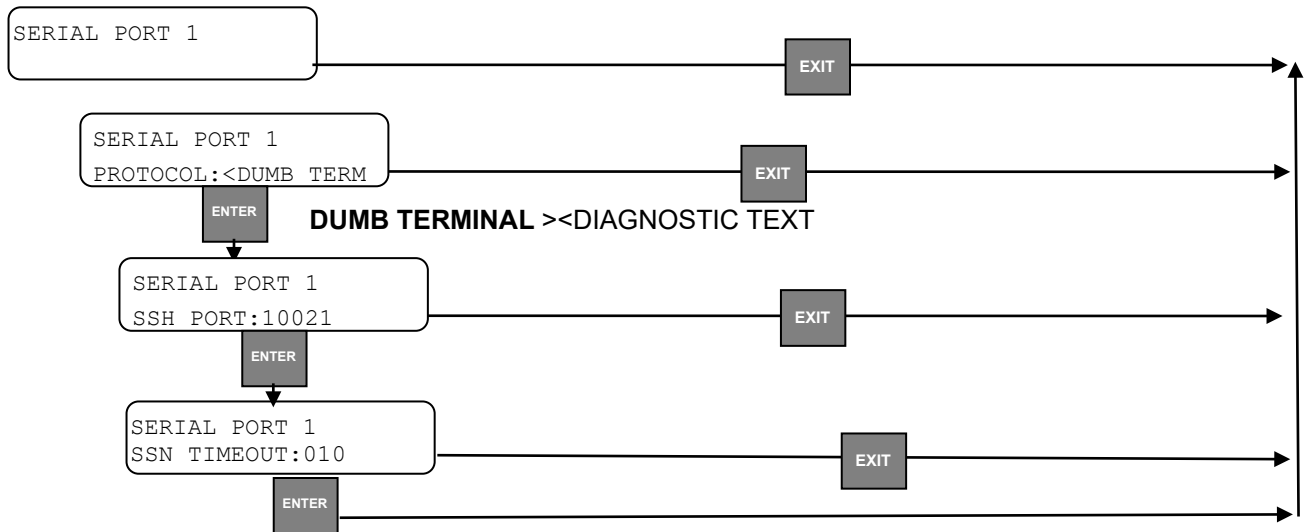 SERIAL PORT 1
EXIT
SERIAL PORT 1
PROTOCOL:<DUMB TERM
EXIT
ENTER
DUMB TERMINAL ><DIAGNOSTIC TEXT
SERIAL PORT 1
SSH PORT:10021
EXIT
ENTER
SERIAL PORT 1
SSN TIMEOUT:010
EXIT
ENTER